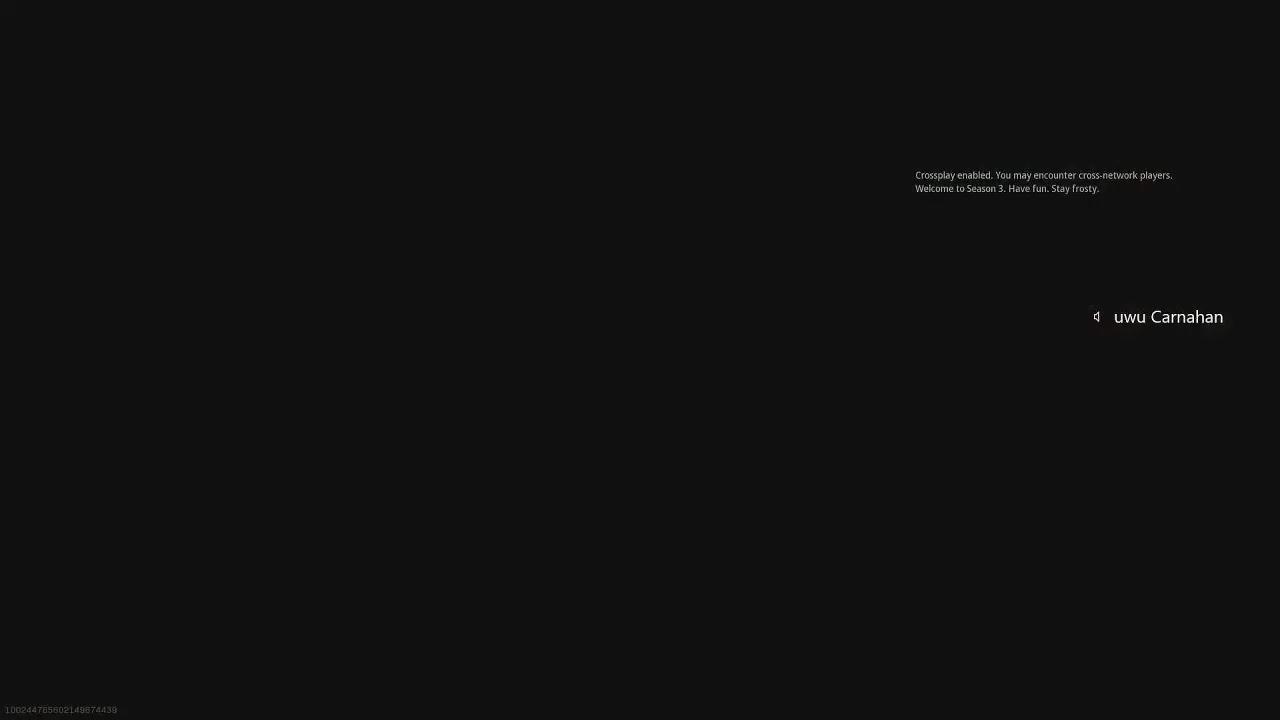 Crossplay enabled. You may encounter cross-network players.
Welcome to Season 3. Have fun. Stay frosty.
uwu Carnahan